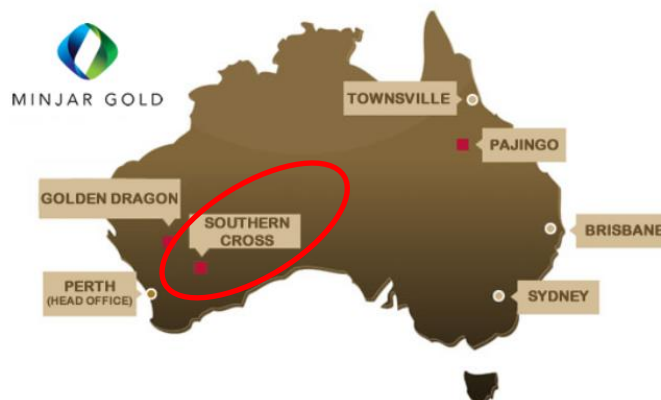 MINJAR GOLD
TOWNSVILLE
PAJINGO
GOLDEN DRAGON
SOUTHERN
CROSS
BRISBANE
PERTH
(HEAD OFFICE)
SYDNEY